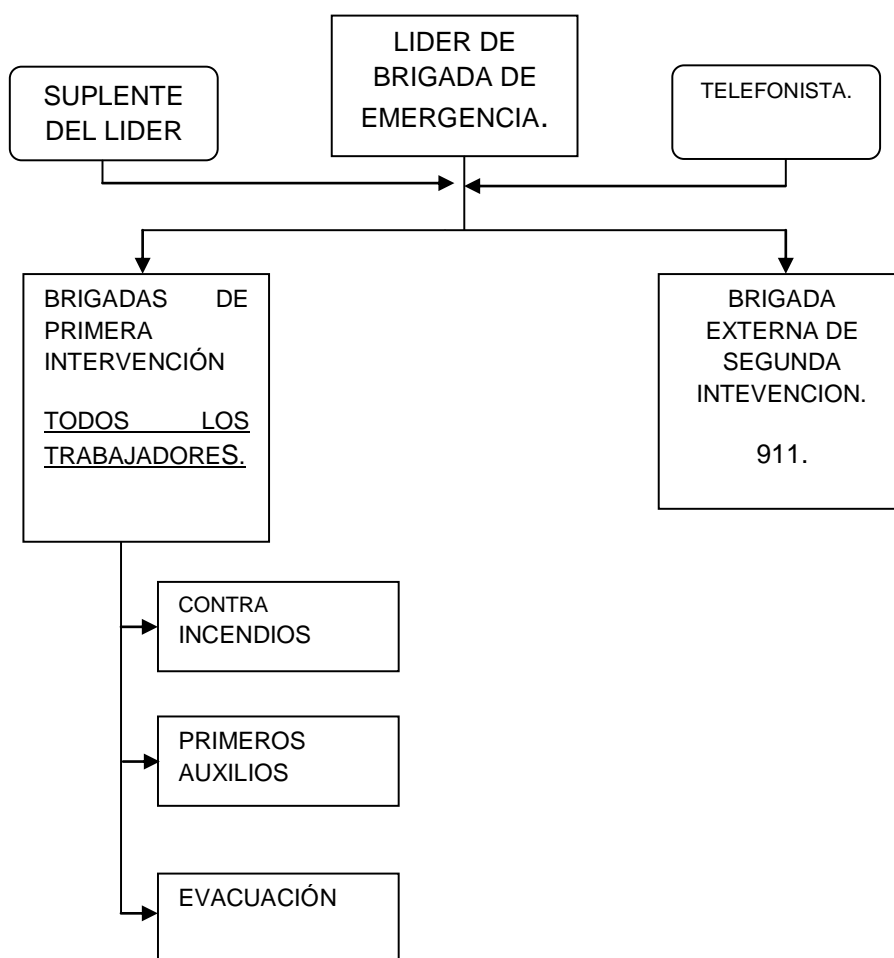 LIDER DE
BRIGADA DE
EMERGENCIA.
SUPLENTE
DEL LIDER
TELEFONISTA.
BRIGADAS DE
PRIMERA
INTERVENCIÓN
TODOS LOS
TRABAJADORES.
BRIGADA
EXTERNA DE
SEGUNDA
INTEVENCION.
911.
CONTRA
INCENDIOS
PRIMEROS
AUXILIOS
EVACUACIÓN